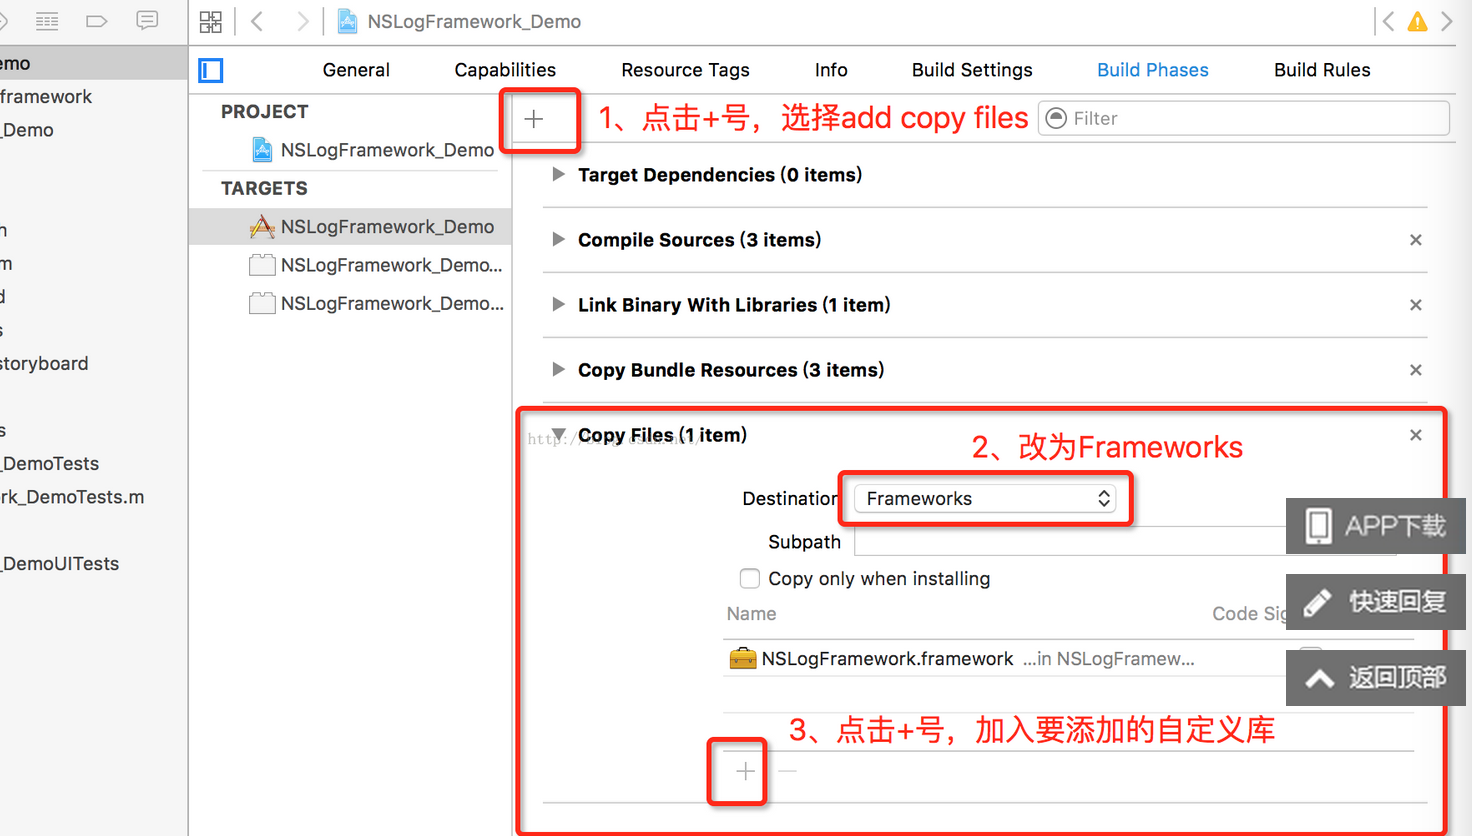 NSLogFramework_Demo
emo
General
Capabilities
Resource Tags
Info
Build Settings
Build Phases
Build Rules
framework
PROJECT
1、点击+号，选择add copy files
Filter
_Demo
NSLogFramework_Demo
Target Dependencies (0 items)
TARGETS
NSLogFramework_Demo
Compile Sources (3 items)
NSLogFramework_Demo...
NSLogFramework_Demo...
Link Binary With Libraries (1 item)
storyboard
Copy Bundle Resources (3 items)
Copy Files (1 item)
2、改为Frameworks
_DemoTests
rk_DemoTests.m
Destination
Frameworks
APP下载
Subpath
_DemoUITests
Copy only when installing
快速回复
Name
Code Sig
NSLogFramework.framework
...in NSLogFramew...
返回顶部
3、点击+号，加入要添加的自定义库